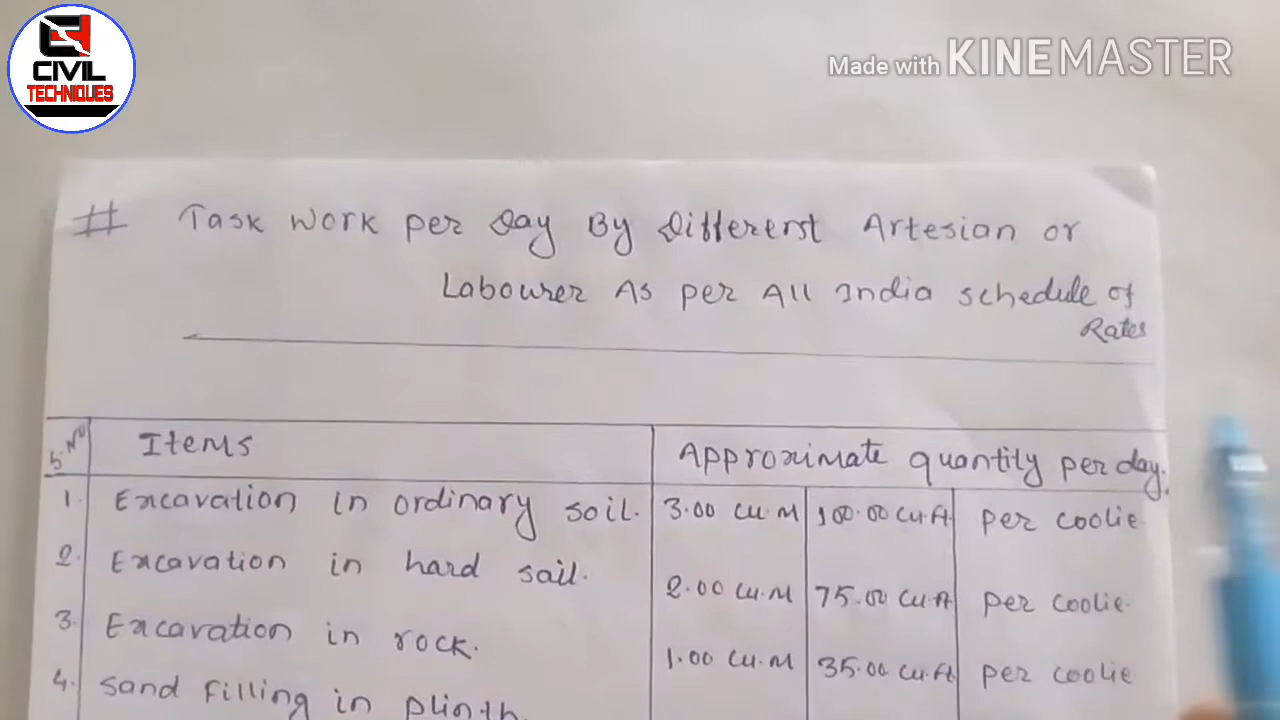 CIVIL
TECHNIQUES
Made with KINEMASTER
# Task work per day By Different Artesian or
Labourer As per All India schedule of
Rates
S.No Items Approximate quantity per day.
1. Excavation in ordinary soil. 3.00 cu.M 100.00 cu.ft. per coolie
2. Excavation in hard sail. 2.00 cu.M 75.00 cu.ft per coolie.
3. Excavation in rock. 1.00 cu.M 35.00 cu.ft per coolie
4. Sand filling in plinth.